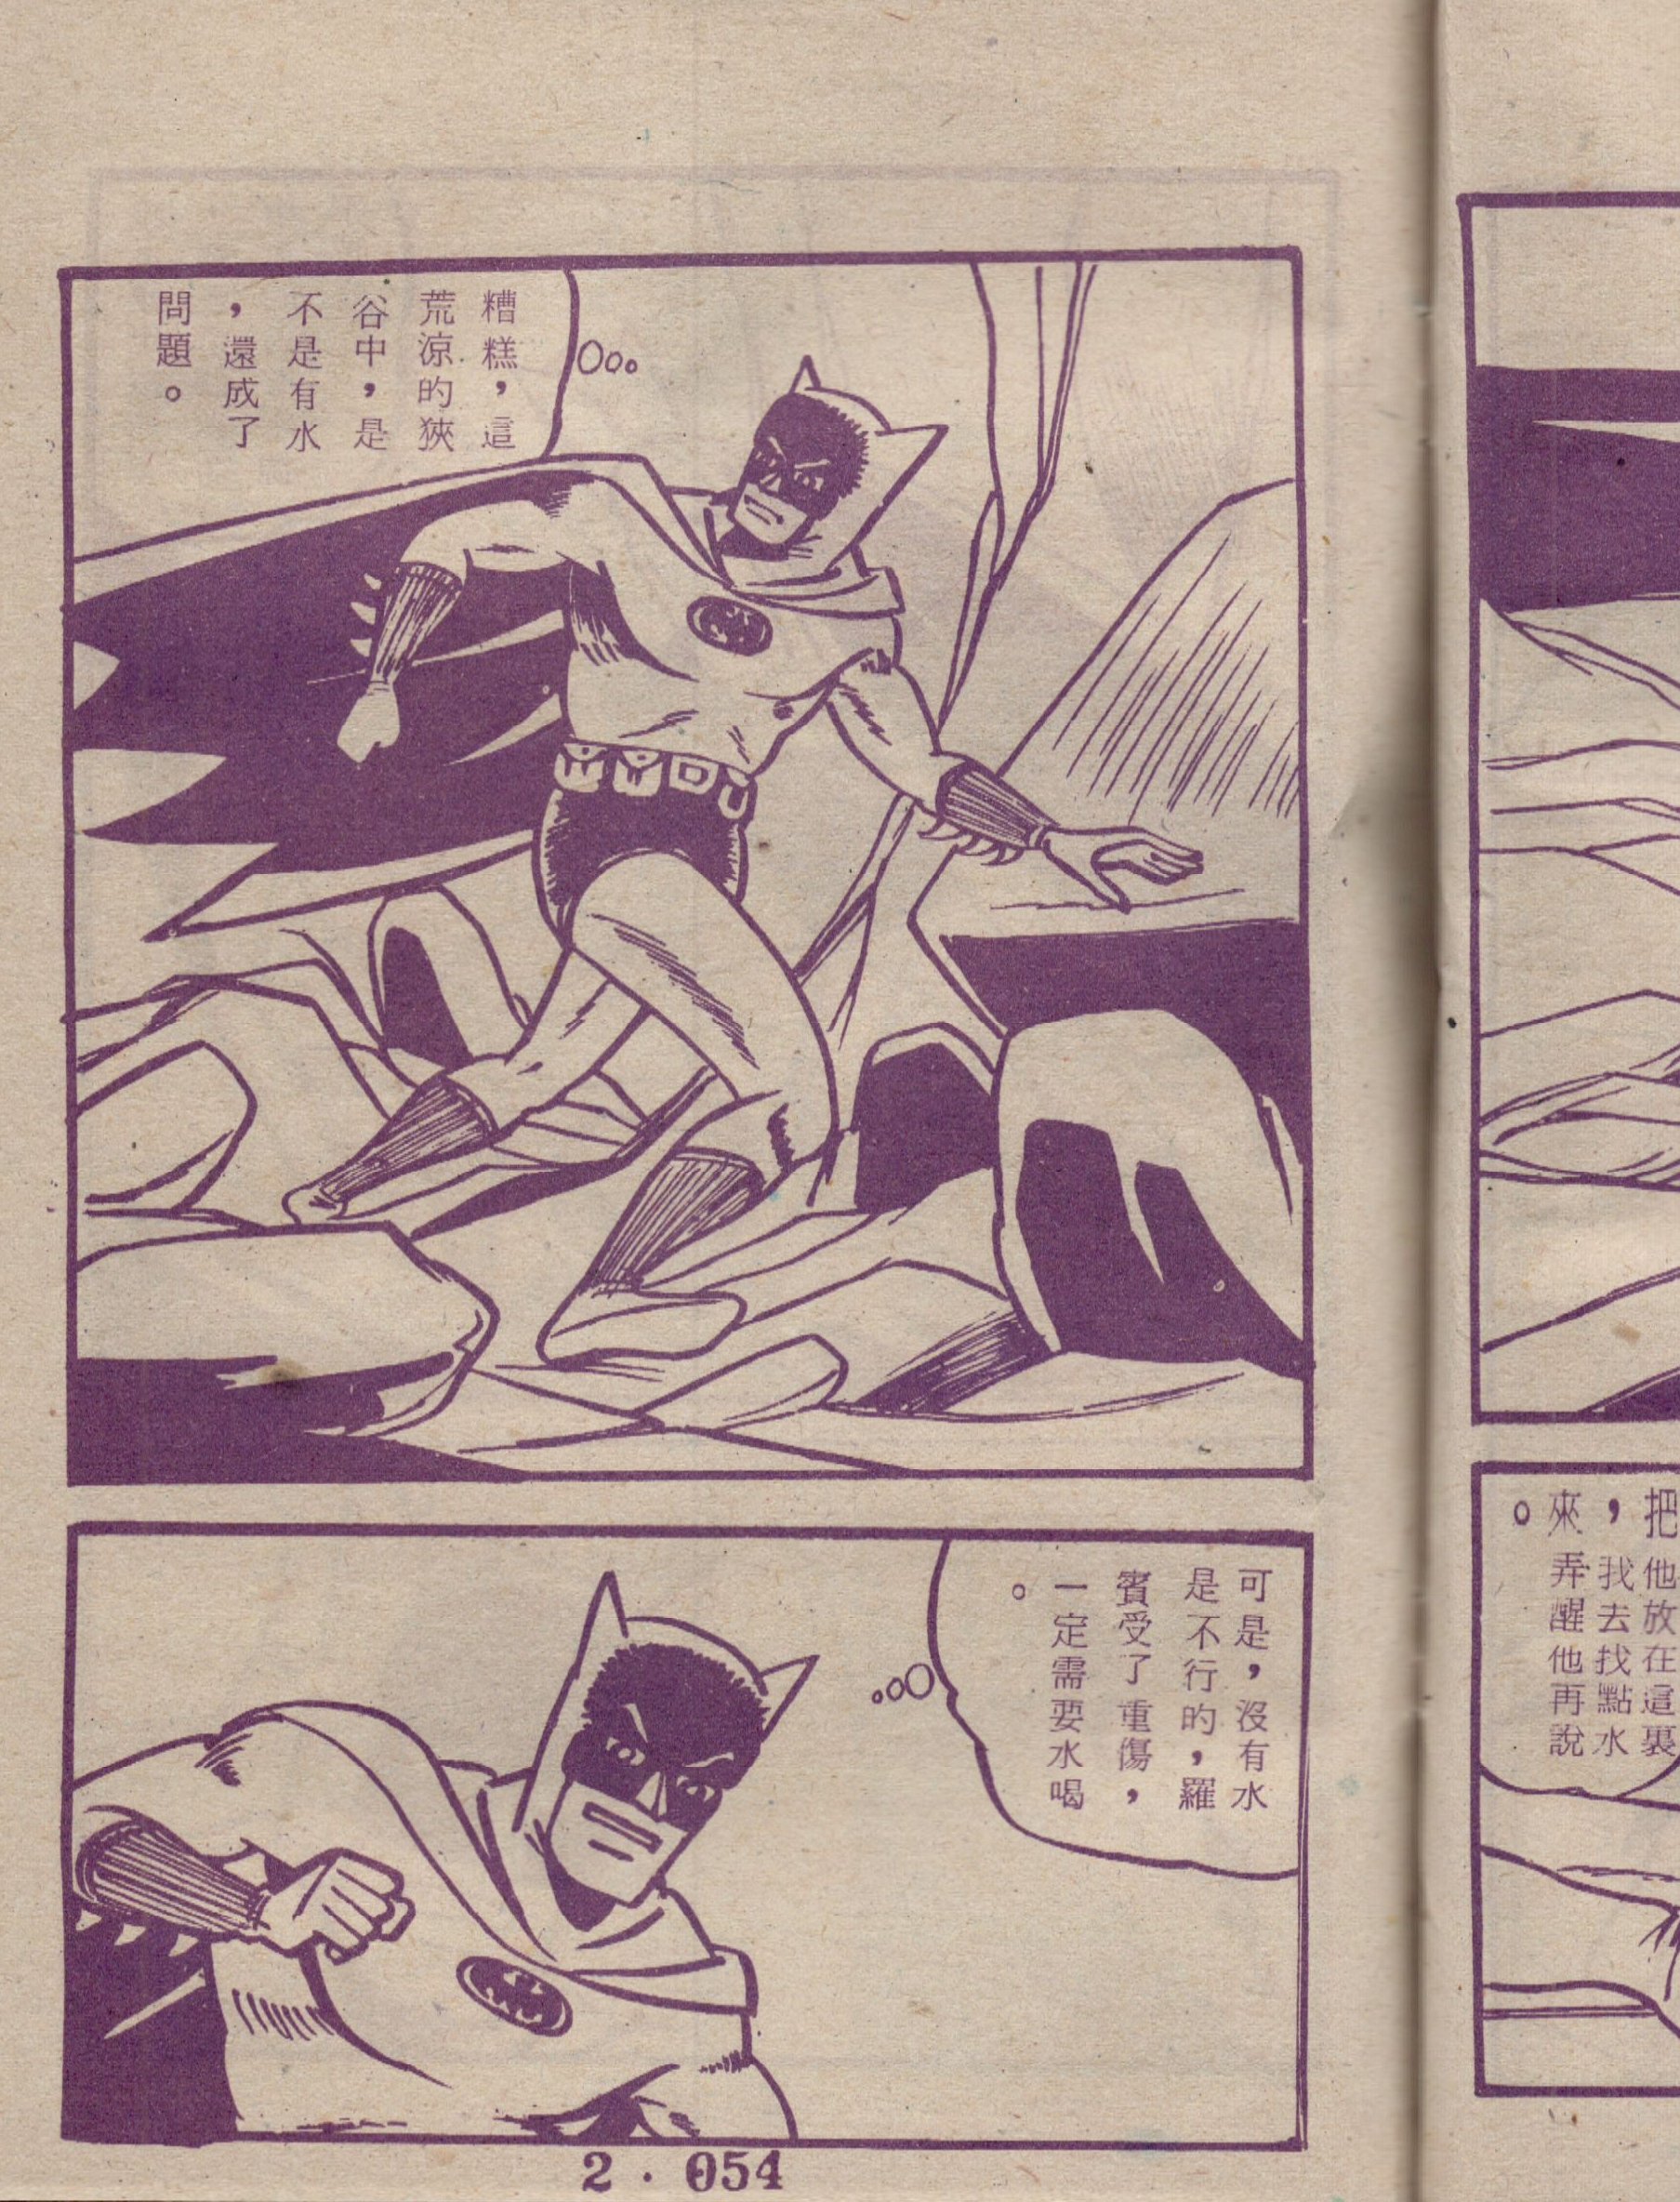 把他放在這裏
，我去找點水
來弄醒他再說
。
糟糕，這
荒涼的狹
谷中，是
不是有水
，還成了
問題。
可是，沒有水
是不行的，羅
賓受了重傷，
一定需要水喝
。
2．054